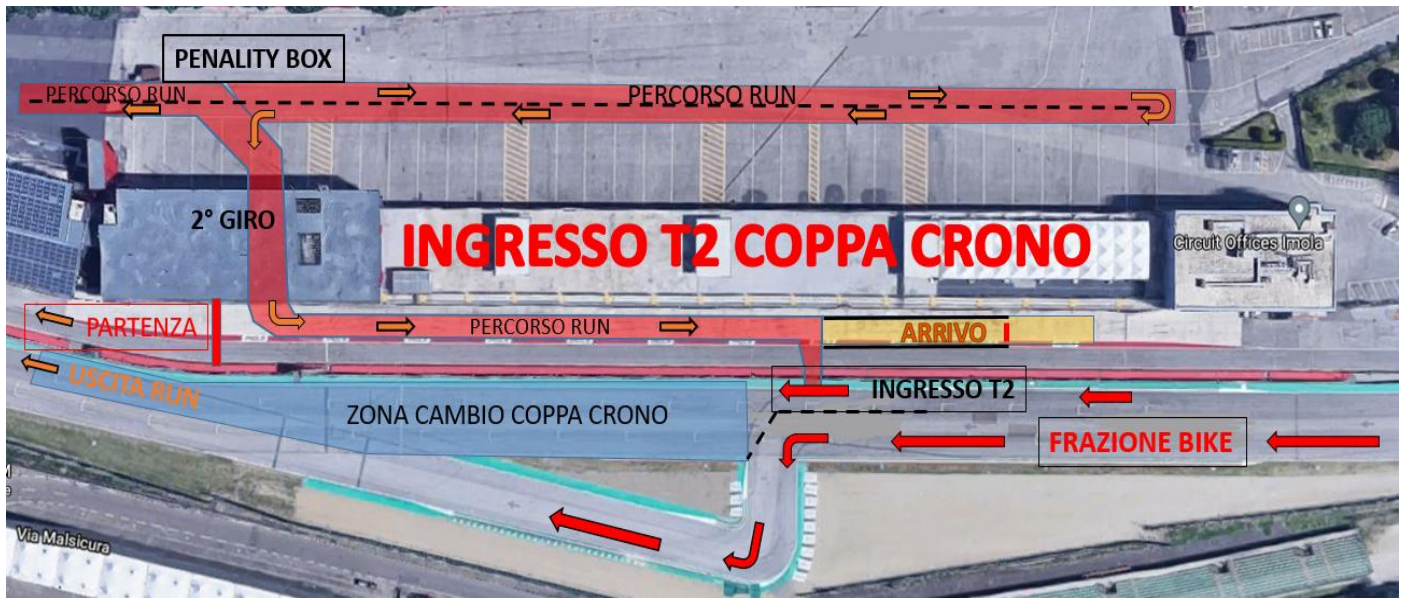 PENALITY BOX
PERCORSO RUN
PERCORSO RUN
2° GIRO
INGRESSO T2 COPPA CRONO
Circuit Offices Imola
PARTENZA
PERCORSO RUN
ARRIVO
USCITA RUN
ZONA CAMBIO COPPA CRONO
INGRESSO T2
FRAZIONE BIKE
Via Malsicura